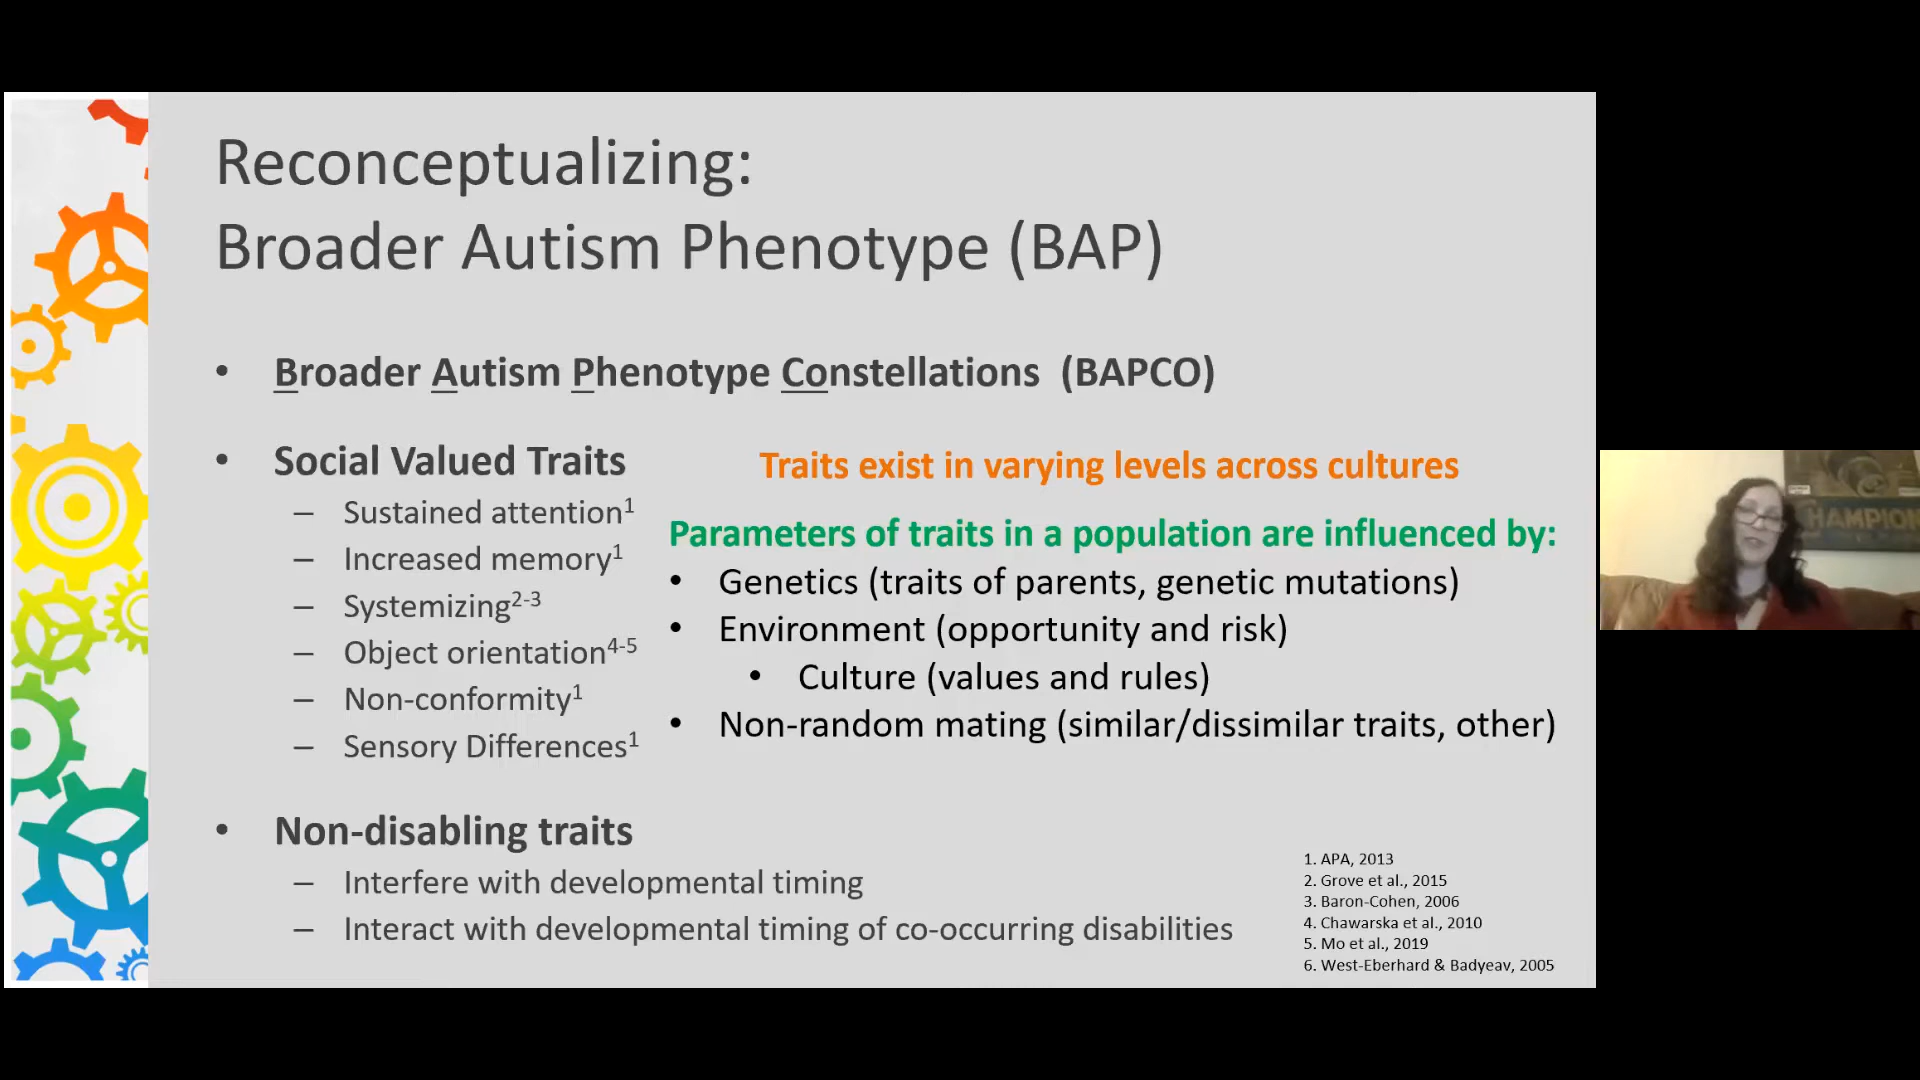 Reconceptualizing:
Broader Autism Phenotype (BAP)
• Broader Autism Phenotype Constellations (BAPCO)
• Social Valued Traits
– Sustained attention1
– Increased memory1
– Systemizing2-3
– Object orientation4-5
– Non-conformity1
– Sensory Differences1
Traits exist in varying levels across cultures
Parameters of traits in a population are influenced by:
• Genetics (traits of parents, genetic mutations)
• Environment (opportunity and risk)
• Culture (values and rules)
• Non-random mating (similar/dissimilar traits, other)
• Non-disabling traits
– Interfere with developmental timing
– Interact with developmental timing of co-occurring disabilities
1. APA, 2013
2. Grove et al., 2015
3. Baron-Cohen, 2006
4. Chawarska et al., 2010
5. Mo et al., 2019
6. West-Eberhard & Badyeav, 2005
HAMPION